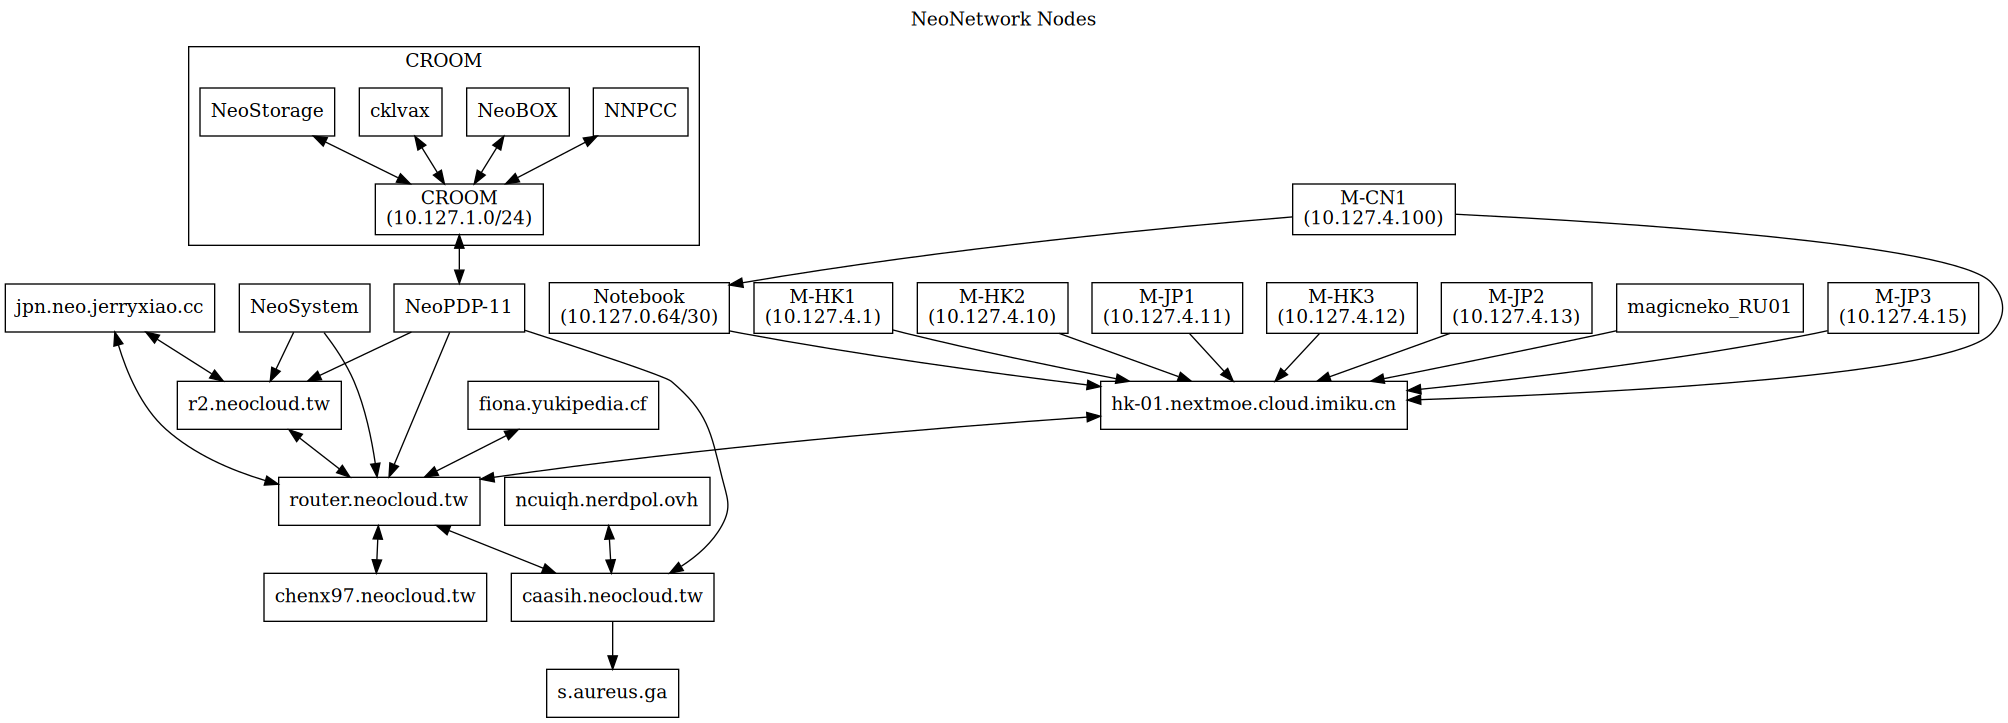 NeoNetwork Nodes
CROOM
NeoStorage
cklvax
NeoBOX
NNPCC
CROOM
(10.127.1.0/24)
M-CN1
(10.127.4.100)
jpn.neo.jerryxiao.cc
NeoSystem
NeoPDP-11
Notebook
(10.127.0.64/30)
M-HK1
(10.127.4.1)
M-HK2
(10.127.4.10)
M-JP1
(10.127.4.11)
M-HK3
(10.127.4.12)
M-JP2
(10.127.4.13)
magicneko_RU01
M-JP3
(10.127.4.15)
r2.neocloud.tw
fiona.yukipedia.cf
hk-01.nextmoe.cloud.imiku.cn
router.neocloud.tw
ncuiqh.nerdpol.ovh
chenx97.neocloud.tw
caasih.neocloud.tw
s.aureus.ga